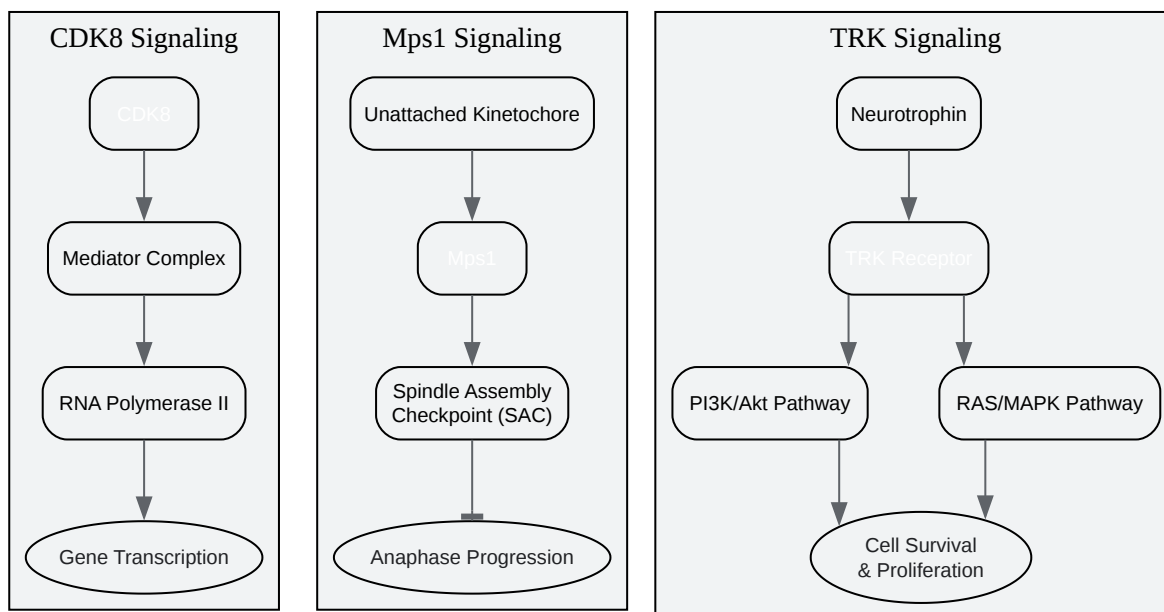 CDK8 Signaling
CDK8
Mediator Complex
RNA Polymerase II
Gene Transcription
Mps1 Signaling
Unattached Kinetochore
Mps1
Spindle Assembly
Checkpoint (SAC)
Anaphase Progression
TRK Signaling
Neurotrophin
TRK Receptor
PI3K/Akt Pathway
RAS/MAPK Pathway
Cell Survival
& Proliferation